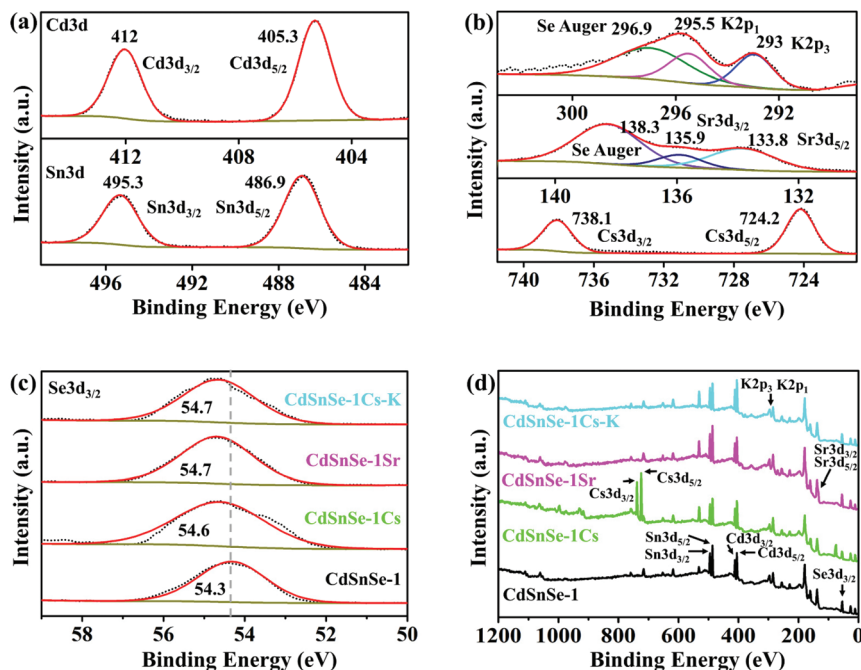 (a)
Cd3d
412
405.3
Cd3d3/2
Cd3d5/2
412
408
404
Sn3d
495.3
486.9
Sn3d3/2
Sn3d5/2
496
492
488
484
Binding Energy (eV)
Intensity (a.u.)
(b)
Se Auger
296.9
295.5 K2p1
293 K2p3
300
296
292
Sr3d3/2
138.3
135.9
133.8
Sr3d5/2
Se Auger
140
136
132
738.1
724.2
Cs3d3/2
Cs3d5/2
740
735
728
721
Binding Energy (eV)
Intensity (a.u.)
(c)
Se3d3/2
CdSnSe-1Cs-K
54.7
CdSnSe-1Sr
54.7
CdSnSe-1Cs
54.6
CdSnSe-1
54.3
58
56
54
52
50
Binding Energy (eV)
Intensity (a.u.)
(d)
K2p3 K2p1
CdSnSe-1Cs-K
Sr3d3/2
Sr3d5/2
CdSnSe-1Sr
Cs3d5/2
Cs3d3/2
CdSnSe-1Cs
Sn3d5/2
Cd3d3/2
Sn3d3/2
Cd3d5/2
Se3d3/2
CdSnSe-1
1200
1000
800
600
400
200
0
Binding Energy (eV)
Intensity (a.u.)